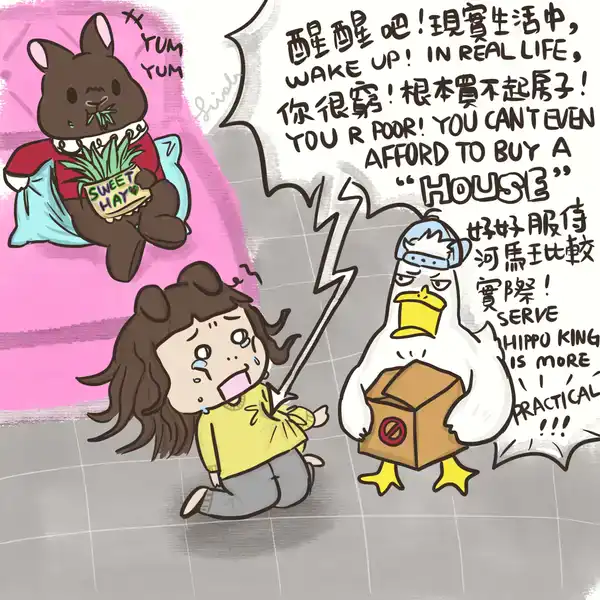 YUM
YUM
SWEET
HAY
醒醒吧！現實生活中，
WAKE UP! IN REAL LIFE,
你很窮！根本買不起房子！
YOU R POOR! YOU CAN'T EVEN
AFFORD TO BUY A
"HOUSE"
好好服侍
河馬王比較
實際！
SERVE
HIPPO KING
IS MORE
PRACTICAL
!!!